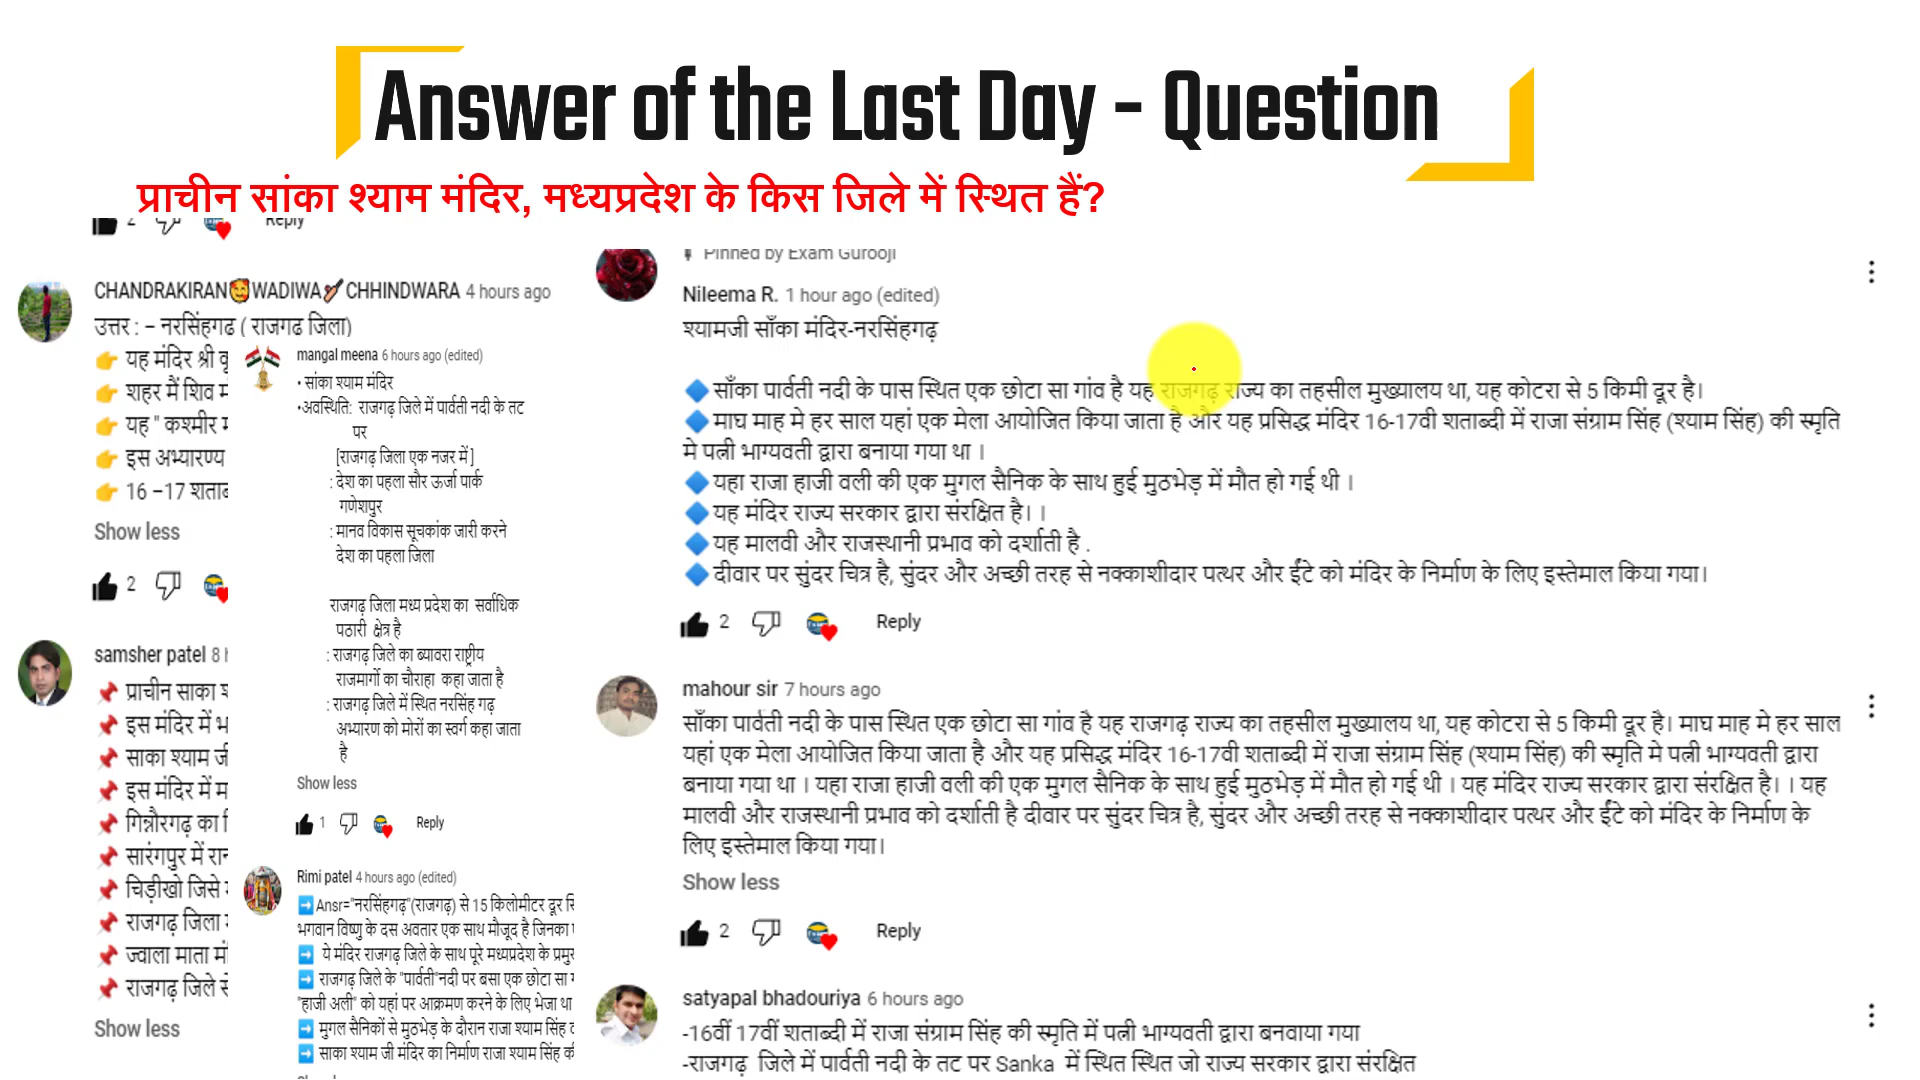 Answer of the Last Day - Question
प्राचीन सांका श्याम मंदिर, मध्यप्रदेश के किस जिले में स्थित हैं?
2 Reply
CHANDRAKIRAN🥰WADIWA🏏CHHINDWARA 4 hours ago
उत्तर : – नरसिंहगढ ( राजगढ जिला)
👉 यह मंदिर श्री
👉 शहर मैं शिव
👉 यह " कश्मीर
👉 इस अभ्यारण्य
👉 16 –17
Show less
2
samsher patel 8
📌 प्राचीन साका
📌 इस मंदिर में
📌 साका श्याम जी
📌 इस मंदिर में
📌 गिन्नौरगढ़ का
📌 सारंगपुर में
📌 चिड़ीखो जिसे
📌 राजगढ़ जिला
📌 ज्वाला माता
📌 राजगढ़ जिले
Show less
mangal meena 6 hours ago (edited)
• सांका श्याम मंदिर
•अवस्थिति: राजगढ़ जिले में पार्वती नदी के तट
पर
[राजगढ़ जिला एक नजर में ]
: देश का पहला सौर ऊर्जा पार्क
गणेशपुर
: मानव विकास सूचकांक जारी करने
देश का पहला जिला
राजगढ़ जिला मध्य प्रदेश का सर्वाधिक
पठारी क्षेत्र है
: राजगढ़ जिले का ब्यावरा राष्ट्रीय
राजमार्गो का चौराहा कहा जाता है
: राजगढ़ जिले में स्थित नरसिंह गढ़
अभ्यारण को मोरों का स्वर्ग कहा जाता
है
Show less
1 Reply
Rimi patel 4 hours ago (edited)
➡️Ansr="नरसिंहगढ़"(राजगढ़) से 15 किलोमीटर दूर
भगवान विष्णु के दस अवतार एक साथ मौजूद है जिनका
➡️ ये मंदिर राजगढ़ जिले के साथ पूरे मध्यप्रदेश के
➡️ राजगढ़ जिले के "पार्वती"नदी पर बसा एक छोटा सा
"हाजी अली" को यहां पर आक्रमण करने के लिए भेजा था
➡️ मुगल सैनिकों से मुठभेड़ के दौरान राजा श्याम सिंह
➡️ साका श्याम जी मंदिर का निर्माण राजा श्याम सिंह
Pinned by Exam Gurooji
Nileema R. 1 hour ago (edited)
श्यामजी साँका मंदिर-नरसिंहगढ़
🔷 साँका पार्वती नदी के पास स्थित एक छोटा सा गांव है यह राजगढ़ राज्य का तहसील मुख्यालय था, यह कोटरा से 5 किमी दूर है।
🔷 माघ माह मे हर साल यहां एक मेला आयोजित किया जाता है और यह प्रसिद्ध मंदिर 16-17वी शताब्दी में राजा संग्राम सिंह (श्याम सिंह) की स्मृति
मे पत्नी भाग्यवती द्वारा बनाया गया था ।
🔷 यहा राजा हाजी वली की एक मुगल सैनिक के साथ हुई मुठभेड़ में मौत हो गई थी ।
🔷 यह मंदिर राज्य सरकार द्वारा संरक्षित है। ।
🔷 यह मालवी और राजस्थानी प्रभाव को दर्शाती है .
🔷 दीवार पर सुंदर चित्र है, सुंदर और अच्छी तरह से नक्काशीदार पत्थर और ईंटे को मंदिर के निर्माण के लिए इस्तेमाल किया गया।
2 Reply
mahour sir 7 hours ago
साँका पार्वती नदी के पास स्थित एक छोटा सा गांव है यह राजगढ़ राज्य का तहसील मुख्यालय था, यह कोटरा से 5 किमी दूर है। माघ माह मे हर साल
यहां एक मेला आयोजित किया जाता है और यह प्रसिद्ध मंदिर 16-17वी शताब्दी में राजा संग्राम सिंह (श्याम सिंह) की स्मृति मे पत्नी भाग्यवती द्वारा
बनाया गया था । यहा राजा हाजी वली की एक मुगल सैनिक के साथ हुई मुठभेड़ में मौत हो गई थी । यह मंदिर राज्य सरकार द्वारा संरक्षित है। । यह
मालवी और राजस्थानी प्रभाव को दर्शाती है दीवार पर सुंदर चित्र है, सुंदर और अच्छी तरह से नक्काशीदार पत्थर और ईंटे को मंदिर के निर्माण के
लिए इस्तेमाल किया गया।
Show less
2 Reply
satyapal bhadouriya 6 hours ago
-16वीं 17वीं शताब्दी में राजा संग्राम सिंह की स्मृति में पत्नी भाग्यवती द्वारा बनवाया गया
-राजगढ़ जिले में पार्वती नदी के तट पर Sanka में स्थित स्थित जो राज्य सरकार द्वारा संरक्षित